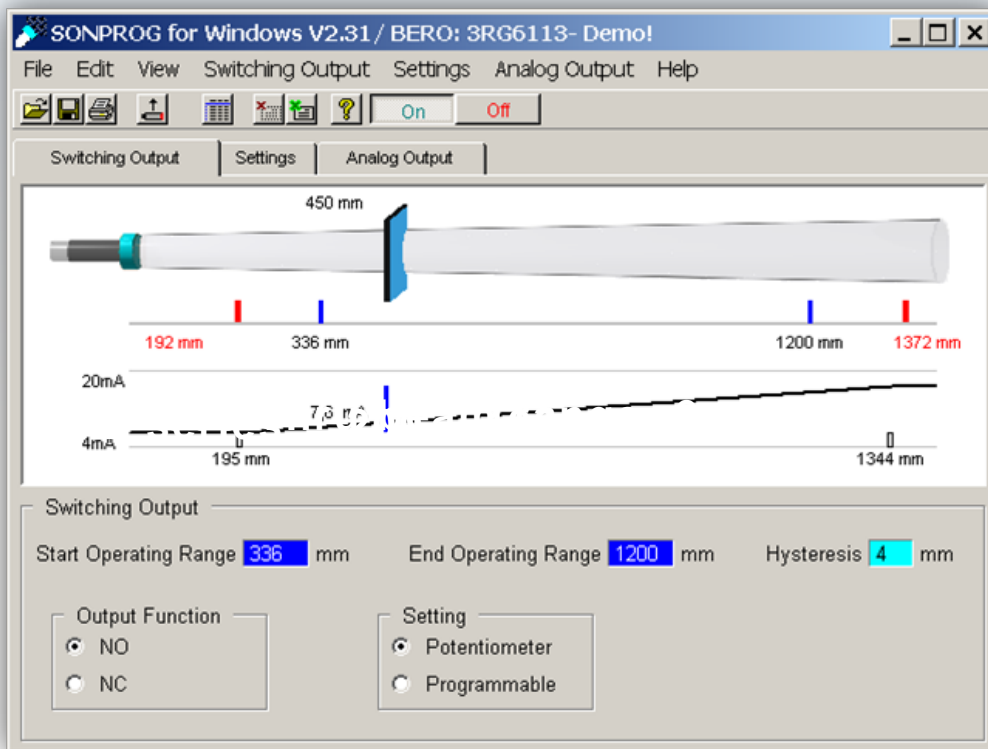 SONPROG for Windows V2.31 / BERO: 3RG6113- Demo!
File Edit View Switching Output Settings Analog Output Help
On Off
Switching Output Settings Analog Output
450 mm
192 mm 336 mm 1200 mm 1372 mm
20mA
4mA
195 mm 1344 mm
Switching Output
Start Operating Range 336 mm End Operating Range 1200 mm Hysteresis 4 mm
Output Function Setting
NO Potentiometer
NC Programmable